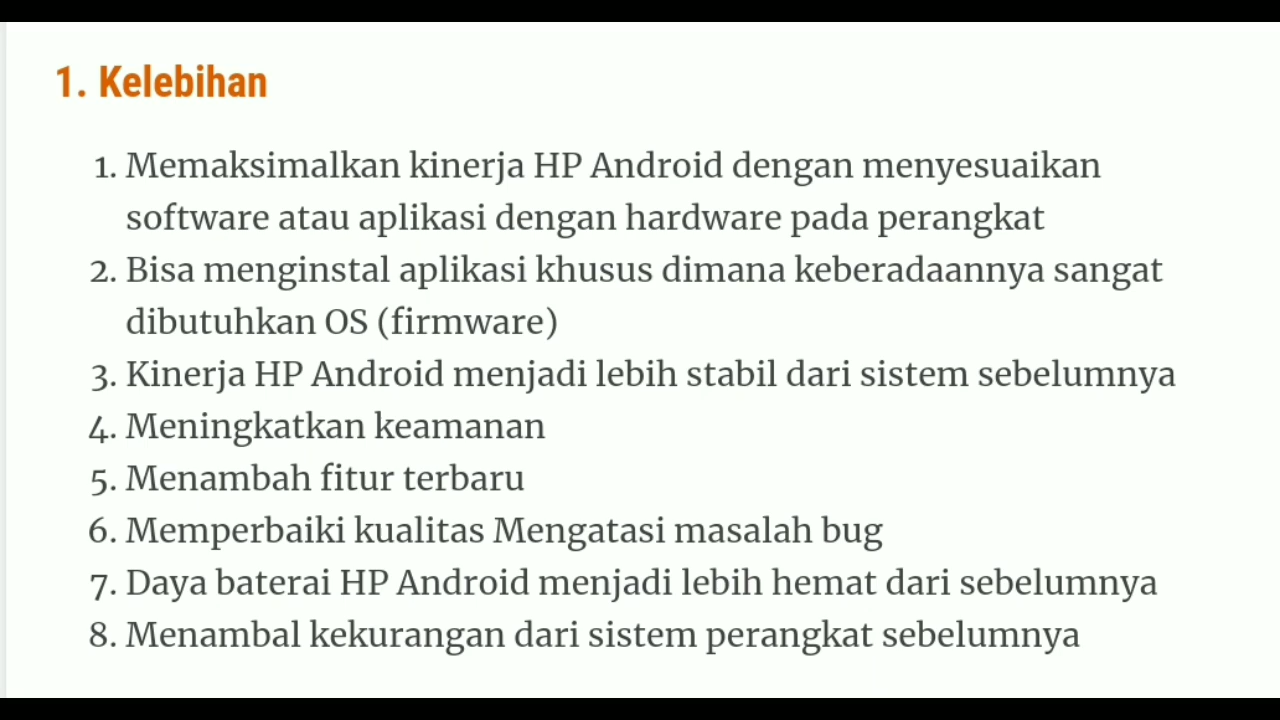 1. Kelebihan
1. Memaksimalkan kinerja HP Android dengan menyesuaikan
software atau aplikasi dengan hardware pada perangkat
2. Bisa menginstal aplikasi khusus dimana keberadaannya sangat
dibutuhkan OS (firmware)
3. Kinerja HP Android menjadi lebih stabil dari sistem sebelumnya
4. Meningkatkan keamanan
5. Menambah fitur terbaru
6. Memperbaiki kualitas Mengatasi masalah bug
7. Daya baterai HP Android menjadi lebih hemat dari sebelumnya
8. Menambal kekurangan dari sistem perangkat sebelumnya